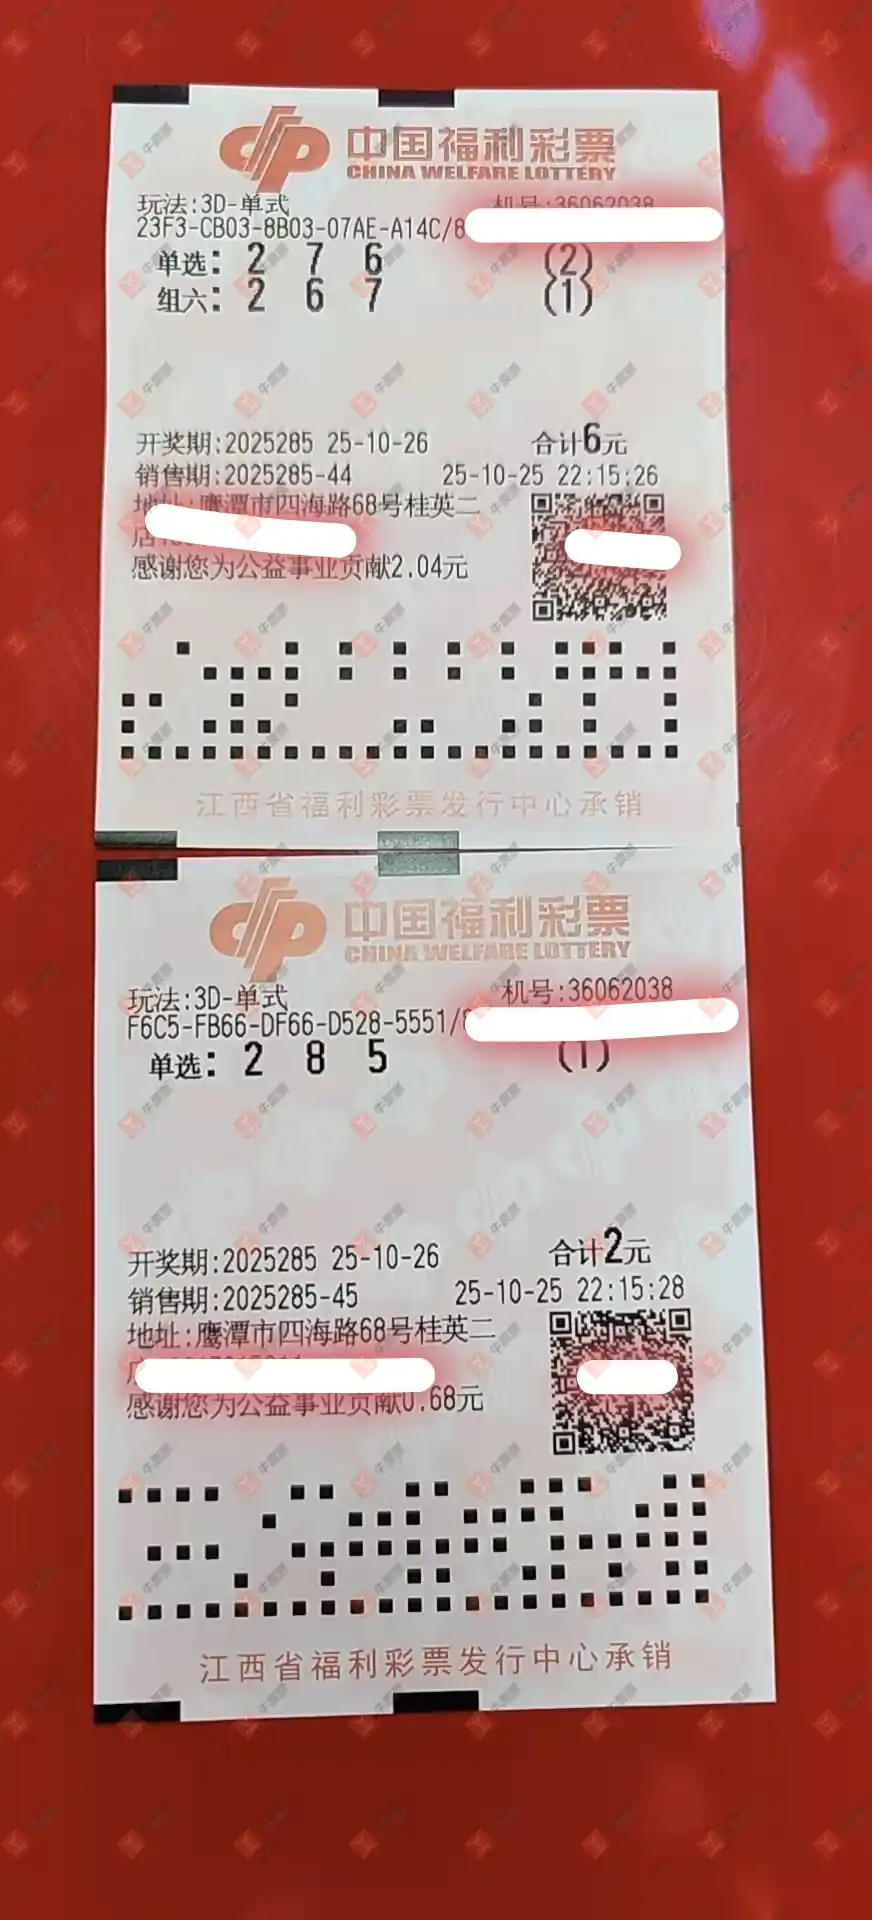 中国福利彩票
CHINA WELFARE LOTTERY
玩法:3D-单式 机号:36062038
23F3-CB03-8B03-07AE-A14C/8
单选: 2 7 6 (2)
组六: 2 6 7 (1)
开奖期:2025285 25-10-26 合计6元
销售期:2025285-44 25-10-25 22:15:26
地址:鹰潭市四海路68号桂英二
店
感谢您为公益事业贡献2.04元
江西省福利彩票发行中心承销
中国福利彩票
CHINA WELFARE LOTTERY
玩法:3D-单式 机号:36062038
F6C5-FB66-DF66-D528-5551/
单选: 2 8 5 (1)
开奖期:2025285 25-10-26 合计2元
销售期:2025285-45 25-10-25 22:15:28
地址:鹰潭市四海路68号桂英二
感谢您为公益事业贡献0.68元
江西省福利彩票发行中心承销